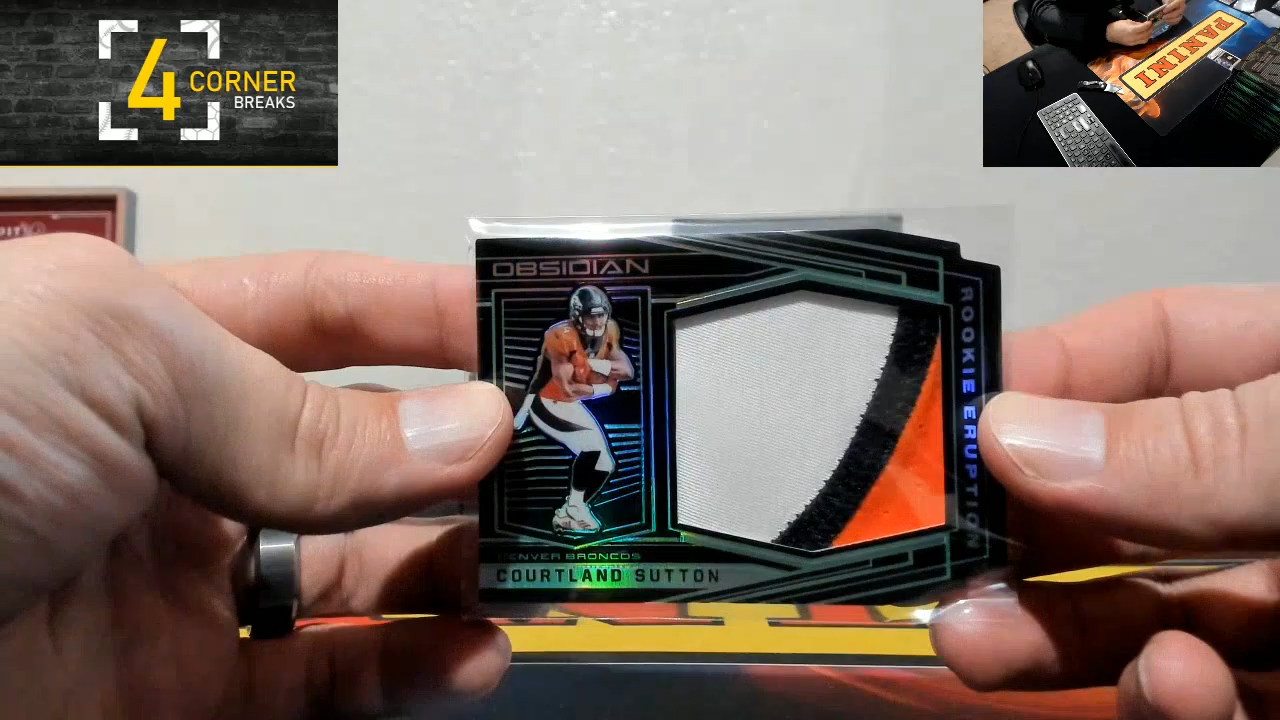 4 CORNER
BREAKS
PANINI
OBSIDIAN
ROOKIE ERUPTION
DENVER BRONCOS
COURTLAND SUTTON